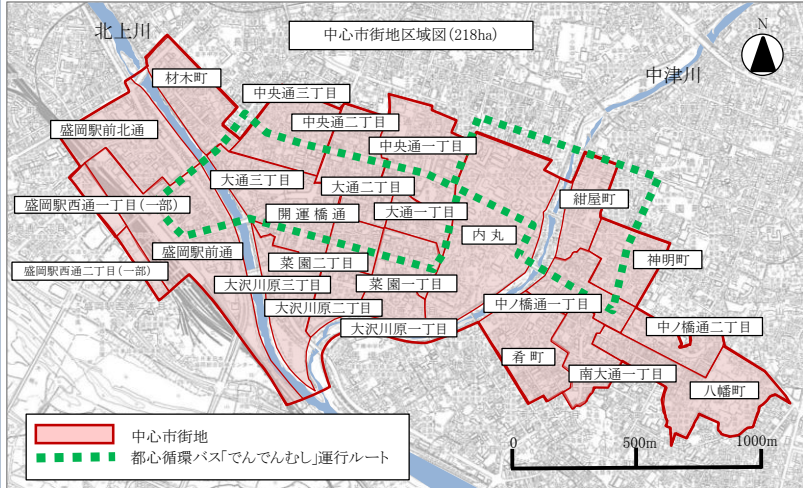 中心市街地区域図(218ha)
N
北上川
中津川
材木町
中央通三丁目
盛岡駅前北通
中央通二丁目
中央通一丁目
大通三丁目
大通二丁目
紺屋町
盛岡駅西通一丁目(一部)
開運橋通
大通一丁目
内丸
盛岡駅前通
神明町
盛岡駅西通二丁目(一部)
菜園二丁目
大沢川原三丁目
菜園一丁目
大沢川原二丁目
中ノ橋通一丁目
大沢川原一丁目
中ノ橋通二丁目
肴町
南大通一丁目
八幡町
中心市街地
都心循環バス「でんでんむし」運行ルート
0 500m 1000m